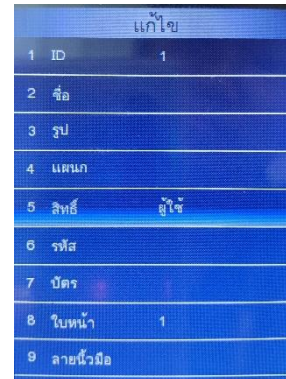 แก้ไข
1 ID 1
2 ชื่อ
3 รูป
4 แผนก
5 สิทธิ์ ผู้ใช้
6 รหัส
7 บัตร
8 ใบหน้า 1
9 ลายนิ้วมือ